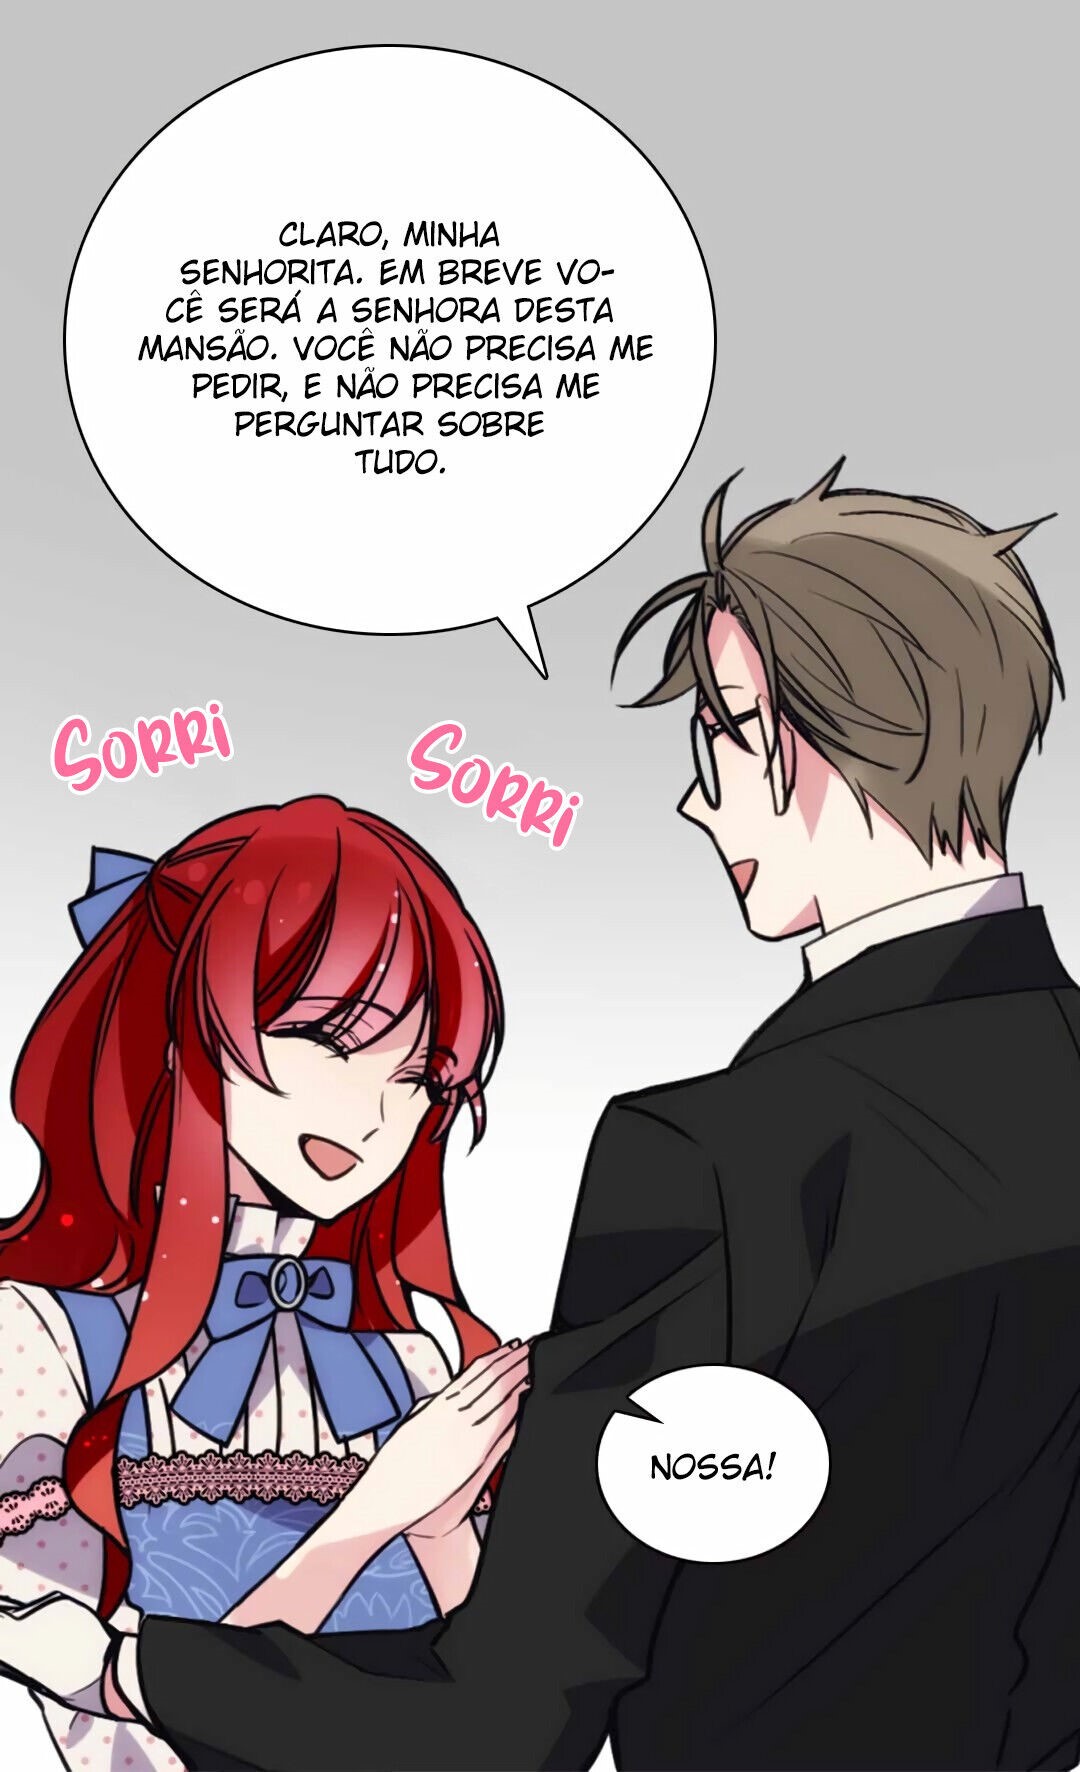 CLARO, MINHA
SENHORITA. EM BREVE VO-
CÊ SERÁ A SENHORA DESTA
MANSÃO. VOCÊ NÃO PRECISA ME
PEDIR, E NÃO PRECISA ME
PERGUNTAR SOBRE
TUDO.
SORRI
SORRI
NOSSA!